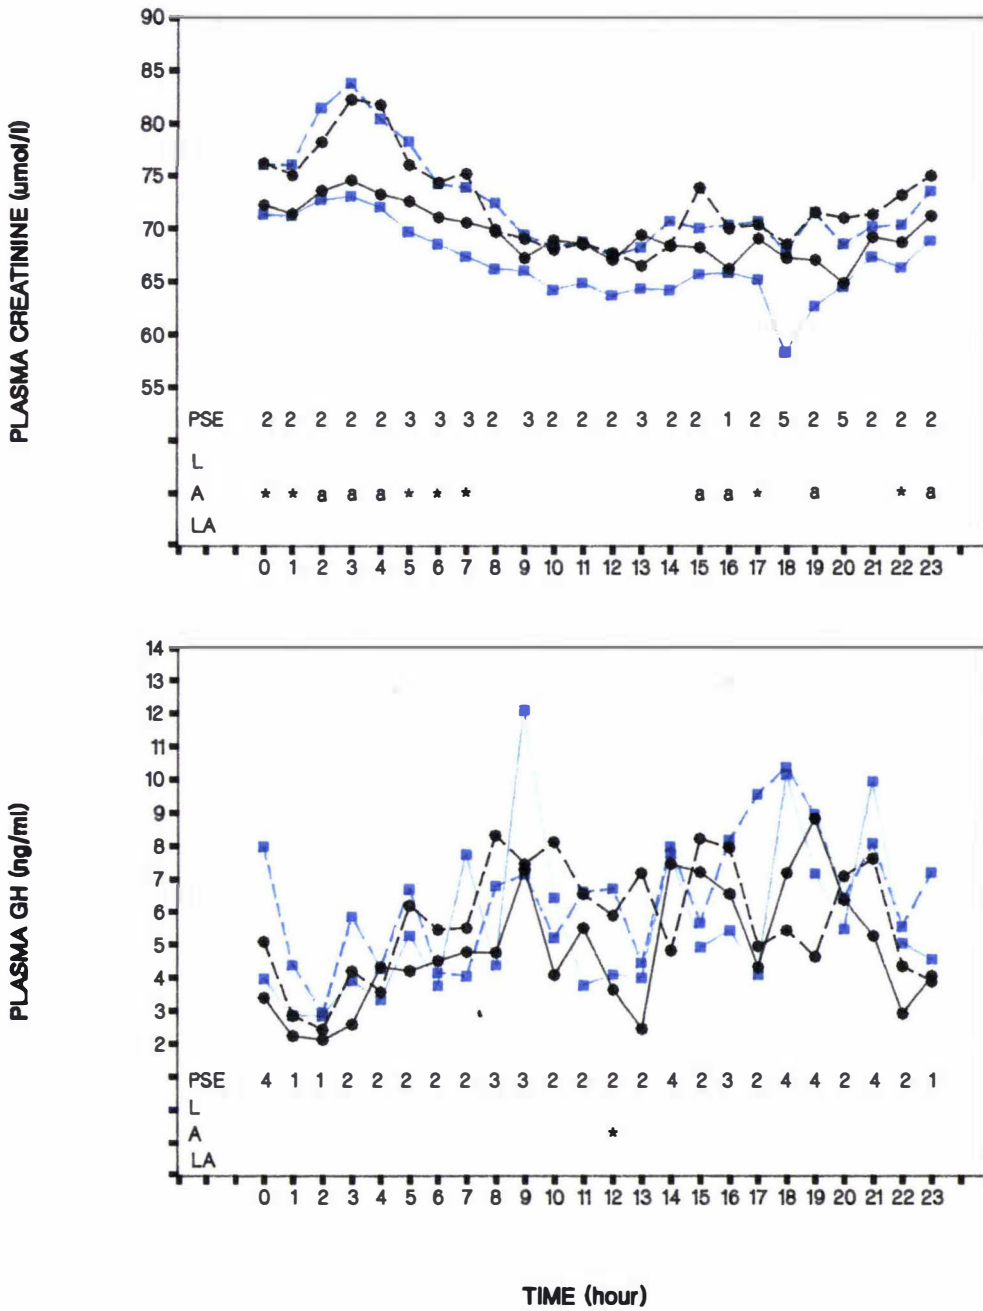 PLASMA CREATININE (umol/l)
90
85
80
75
70
65
60
55
PSE 2 2 2 2 2 3 3 3 2 3 2 2 2 3 2 2 1 2 5 2 5 2 2 2
L
A * * a a a * * * a a * a * a
LA
0 1 2 3 4 5 6 7 8 9 10 11 12 13 14 15 16 17 18 19 20 21 22 23
PLASMA GH (ng/ml)
14
13
12
11
10
9
8
7
6
5
4
3
2
PSE 4 1 1 2 2 2 2 2 3 3 2 2 2 2 4 2 3 2 4 4 2 4 2 1
L
A *
LA
0 1 2 3 4 5 6 7 8 9 10 11 12 13 14 15 16 17 18 19 20 21 22 23
TIME (hour)